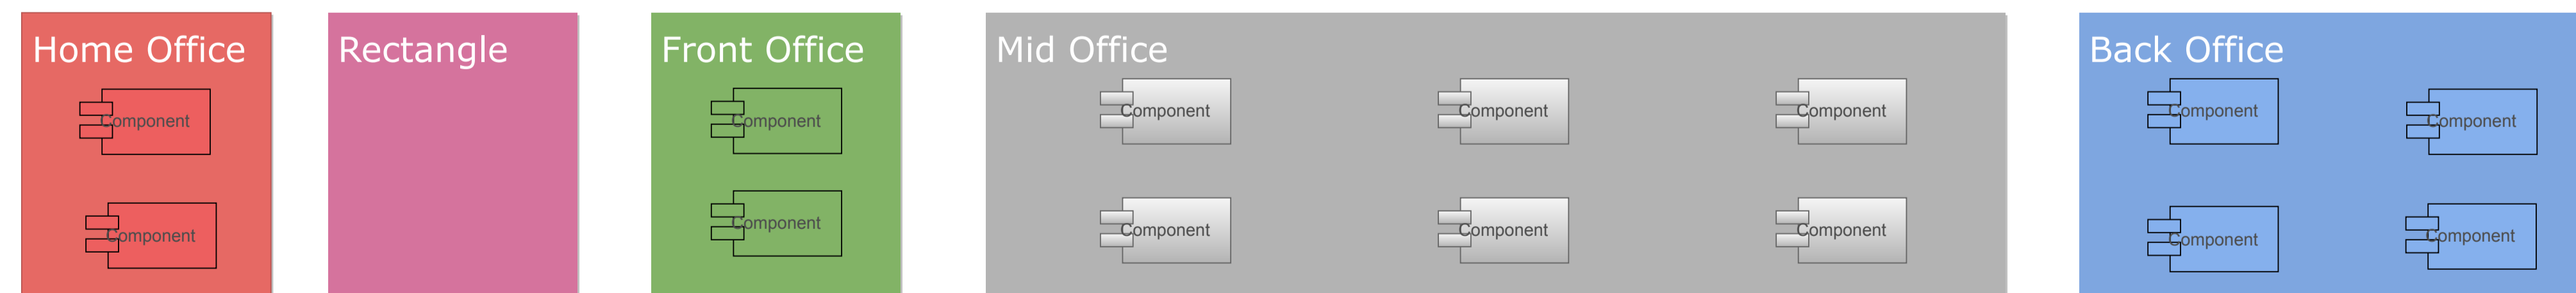 Home Office
Component
Component
Rectangle
Front Office
Component
Component
Mid Office
Component
Component
Component
Component
Component
Component
Back Office
Component
Component
Component
Component